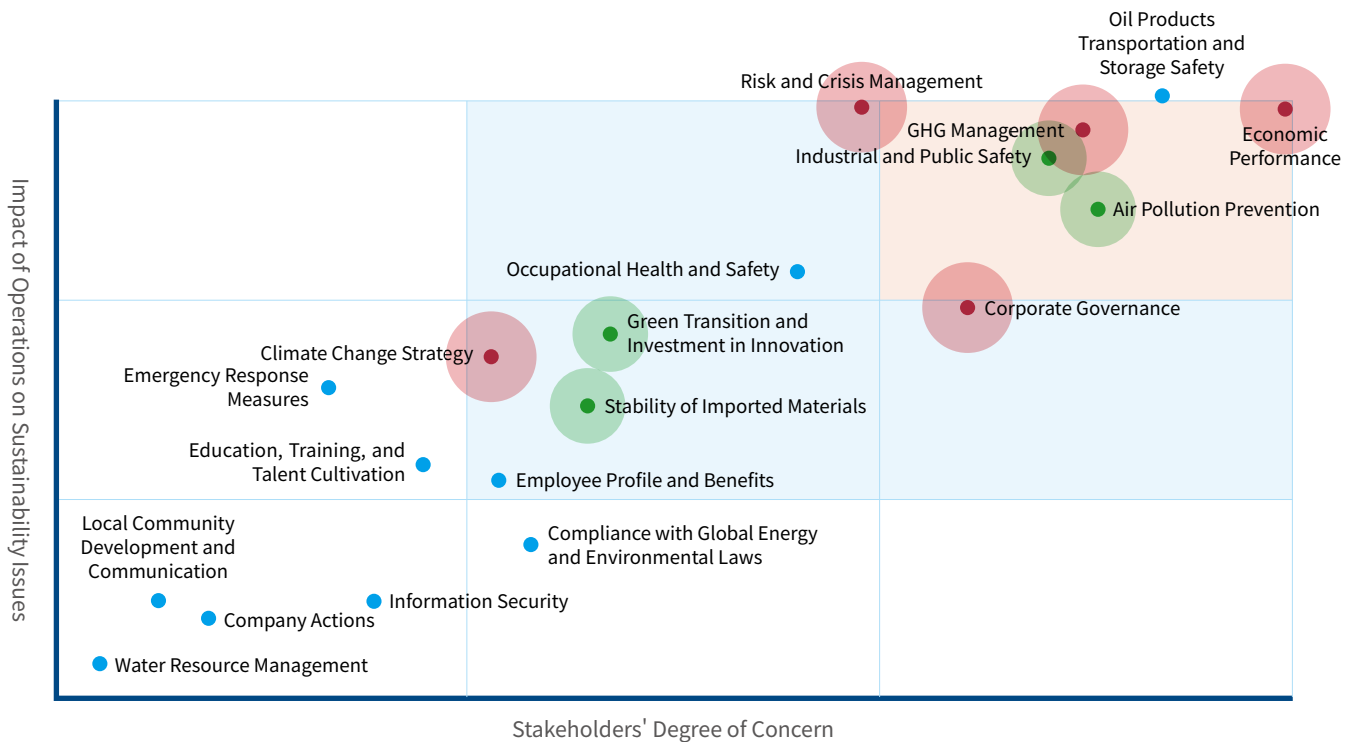 Oil Products
Transportation and
Storage Safety
Risk and Crisis Management
GHG Management
Economic
Performance
Industrial and Public Safety
Air Pollution Prevention
Occupational Health and Safety
Corporate Governance
Green Transition and
Investment in Innovation
Climate Change Strategy
Emergency Response
Measures
Stability of Imported Materials
Education, Training, and
Talent Cultivation
Employee Profile and Benefits
Local Community
Development and
Communication
Compliance with Global Energy
and Environmental Laws
Information Security
Company Actions
Water Resource Management
Impact of Operations on Sustainability Issues
Stakeholders' Degree of Concern